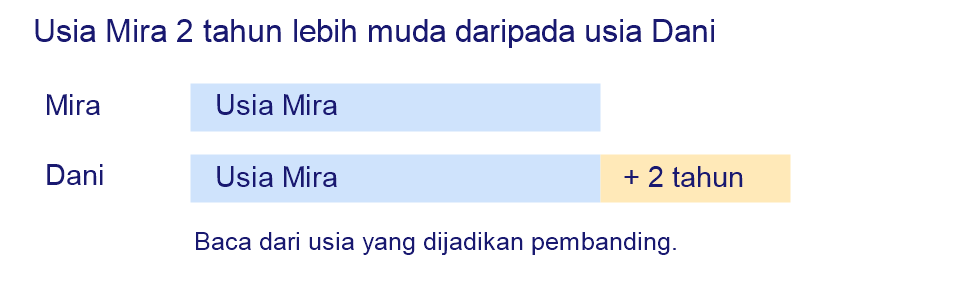 Usia Mira 2 tahun lebih muda daripada usia Dani
Mira Usia Mira
Dani Usia Mira + 2 tahun
Baca dari usia yang dijadikan pembanding.